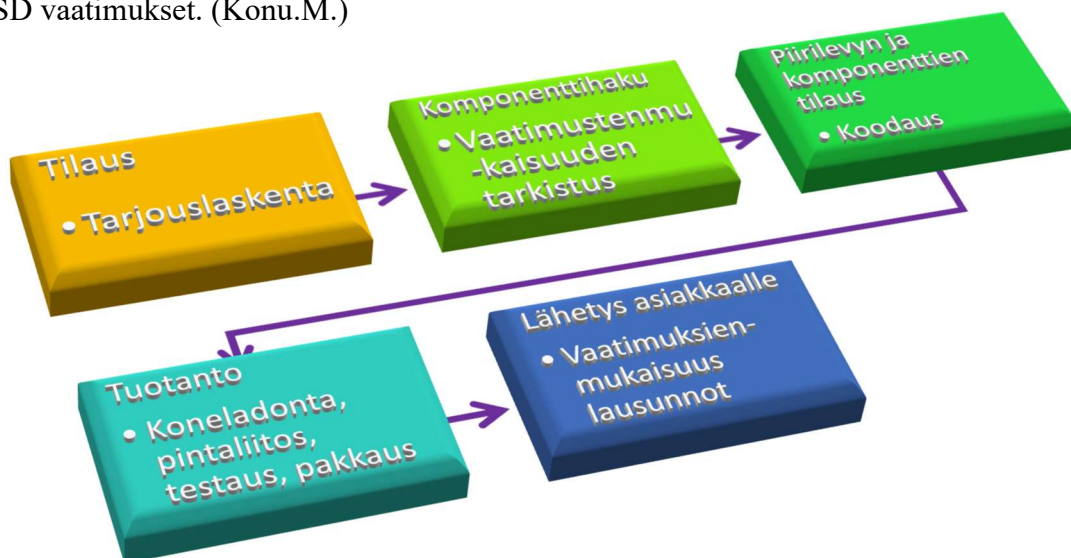 SD vaatimukset. (Konu.M.)
Tilaus
• Tarjouslaskenta
Komponenttihaku
• Vaatimustenmu
-kaisuuden
tarkistus
Piirilevyn ja
komponenttien
tilaus
• Koodaus
Tuotanto
• Koneladonta,
pintaliitos,
testaus, pakkaus
Lähetys asiakkaalle
• Vaatimuksien-
mukaisuus
lausunnot